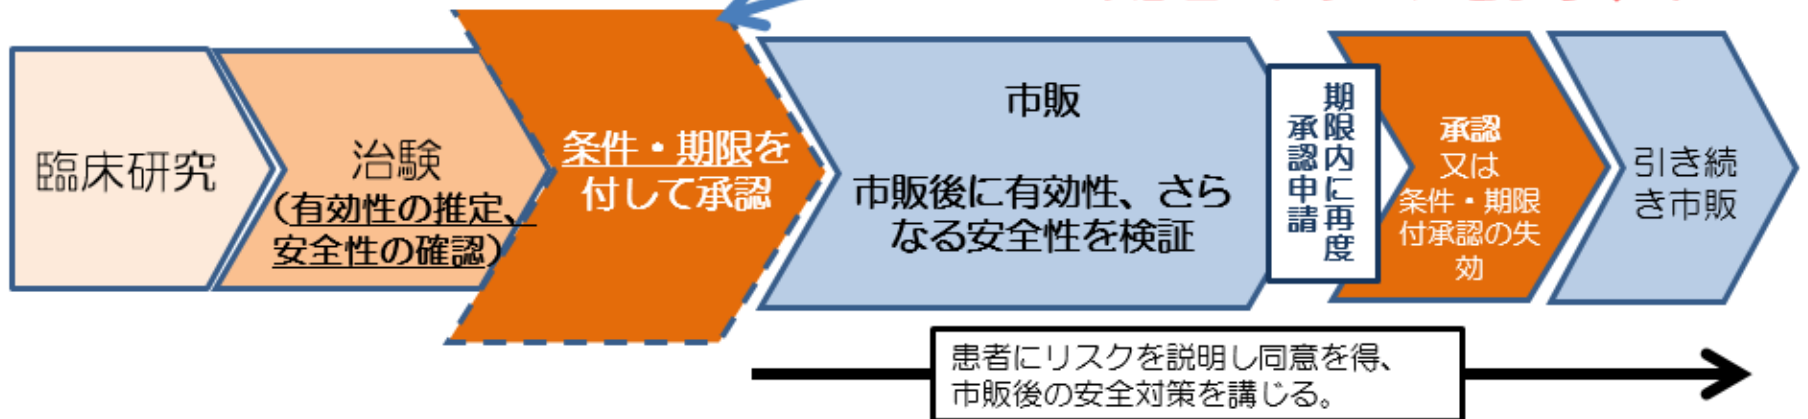 臨床研究
治験
（有効性の推定、
安全性の確認）
条件・期限を
付して承認
市販
市販後に有効性、さら
なる安全性を検証
期限内に再度
承認申請
承認
又は
条件・期限
付承認の失
効
引き続
き市販
患者にリスクを説明し同意を得、
市販後の安全対策を講じる。